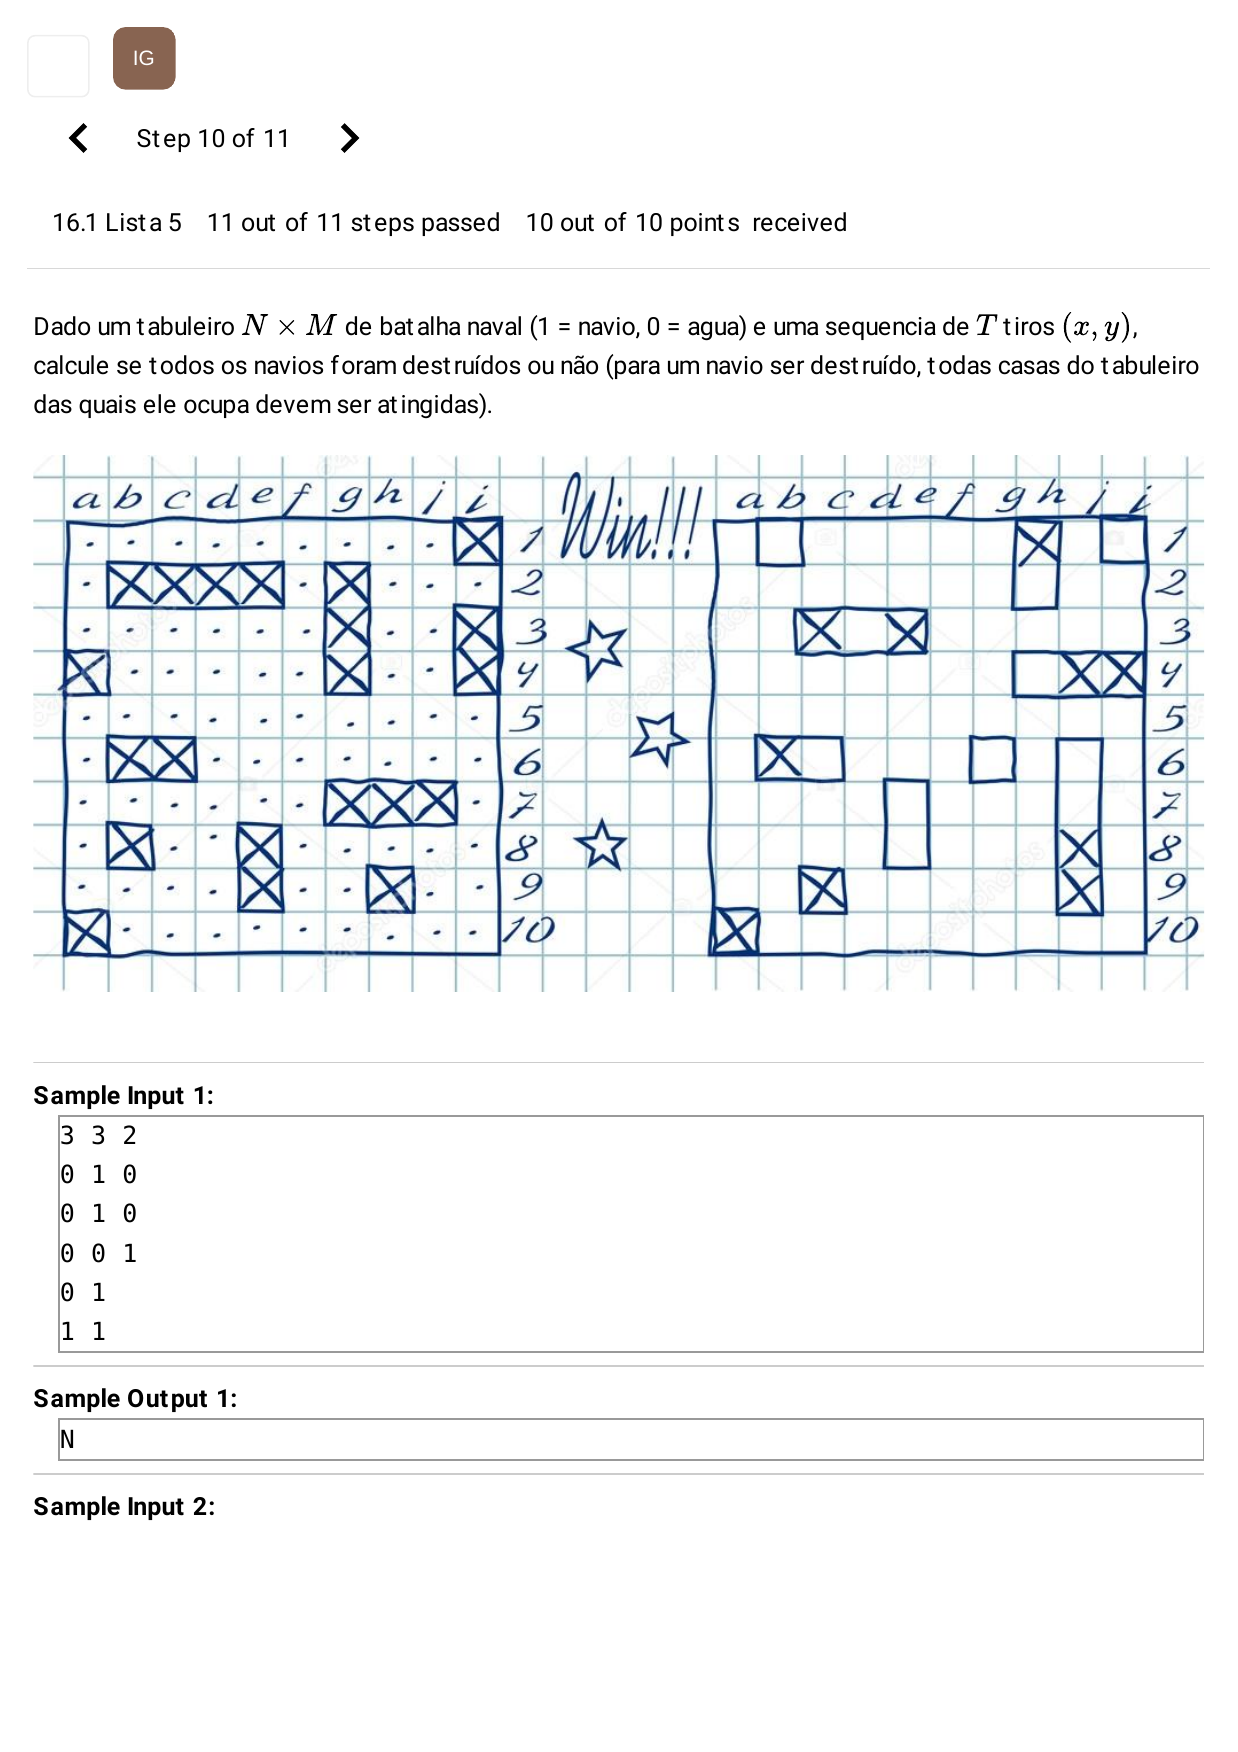 IG
Step 10 of 11
16.1 Lista 5 11 out of 11 steps passed 10 out of 10 points received
Dado um tabuleiro N × M de batalha naval (1 = navio, 0 = agua) e uma sequencia de T tiros (x, y),
calcule se todos os navios foram destruídos ou não (para um navio ser destruído, todas casas do tabuleiro
das quais ele ocupa devem ser atingidas).
a b c d e f g h j i Win!!! a b c d e f g h j i
1 1
2 2
3 3
4 4
5 5
6 6
7 7
8 8
9 9
10 10
depositphotos
Sample Input 1:
3 3 2
0 1 0
0 1 0
0 0 1
0 1
1 1
Sample Output 1:
N
Sample Input 2: